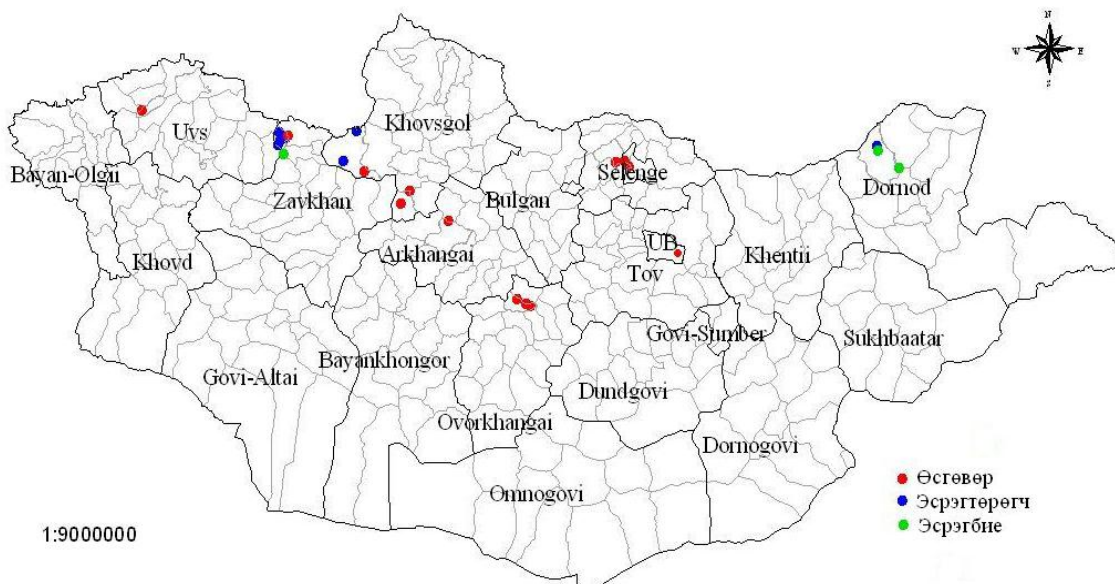 N
W E
S
Khovsgol
Uvs
Bayan-Olgii
Selenge
Dornod
Zavkhan
Bulgan
UB
Arkhangai
Khovd
Tov
Khentii
Govi-Sumber
Sukhbaatar
Bayankhongor
Govi-Altai
Dundgovi
Ovorkhangai
Dornogovi
Omnogovi
Өсгөвөр
Эсрэгтөрөгч
Эсрэгбие
1:9000000